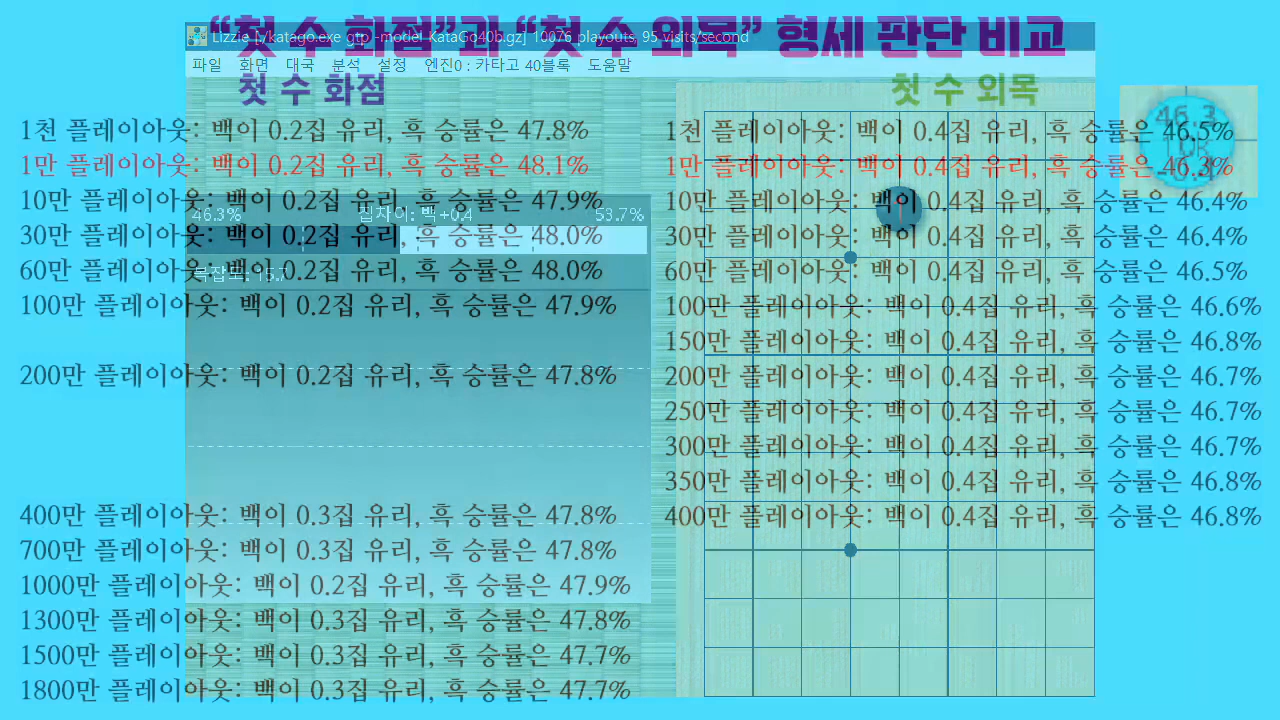 “첫 수 화점”과 “첫 수 외목” 형세 판단 비교
Lizzie [./katago.exe gtp -model KataGo40b.gz] 10076 playouts, 95 visits/second
파일 화면 대국 분석 설정 엔진0 : 카타고 40블록 도움말
첫 수 화점
1천 플레이아웃: 백이 0.2집 유리, 흑 승률은 47.8%
1만 플레이아웃: 백이 0.2집 유리, 흑 승률은 48.1%
10만 플레이아웃: 백이 0.2집 유리, 흑 승률은 47.9%
30만 플레이아웃: 백이 0.2집 유리, 흑 승률은 48.0%
60만 플레이아웃: 백이 0.2집 유리, 흑 승률은 48.0%
100만 플레이아웃: 백이 0.2집 유리, 흑 승률은 47.9%
200만 플레이아웃: 백이 0.2집 유리, 흑 승률은 47.8%
400만 플레이아웃: 백이 0.3집 유리, 흑 승률은 47.8%
700만 플레이아웃: 백이 0.3집 유리, 흑 승률은 47.8%
1000만 플레이아웃: 백이 0.2집 유리, 흑 승률은 47.9%
1300만 플레이아웃: 백이 0.3집 유리, 흑 승률은 47.8%
1500만 플레이아웃: 백이 0.3집 유리, 흑 승률은 47.7%
1800만 플레이아웃: 백이 0.3집 유리, 흑 승률은 47.7%
첫 수 외목
1천 플레이아웃: 백이 0.4집 유리, 흑 승률은 46.5%
1만 플레이아웃: 백이 0.4집 유리, 흑 승률은 46.3%
10만 플레이아웃: 백이 0.4집 유리, 흑 승률은 46.4%
30만 플레이아웃: 백이 0.4집 유리, 흑 승률은 46.4%
60만 플레이아웃: 백이 0.4집 유리, 흑 승률은 46.5%
100만 플레이아웃: 백이 0.4집 유리, 흑 승률은 46.6%
150만 플레이아웃: 백이 0.4집 유리, 흑 승률은 46.8%
200만 플레이아웃: 백이 0.4집 유리, 흑 승률은 46.7%
250만 플레이아웃: 백이 0.4집 유리, 흑 승률은 46.7%
300만 플레이아웃: 백이 0.4집 유리, 흑 승률은 46.7%
350만 플레이아웃: 백이 0.4집 유리, 흑 승률은 46.8%
400만 플레이아웃: 백이 0.4집 유리, 흑 승률은 46.8%
46.3% 집차이: 백+0.4 53.7%
46.3
10k